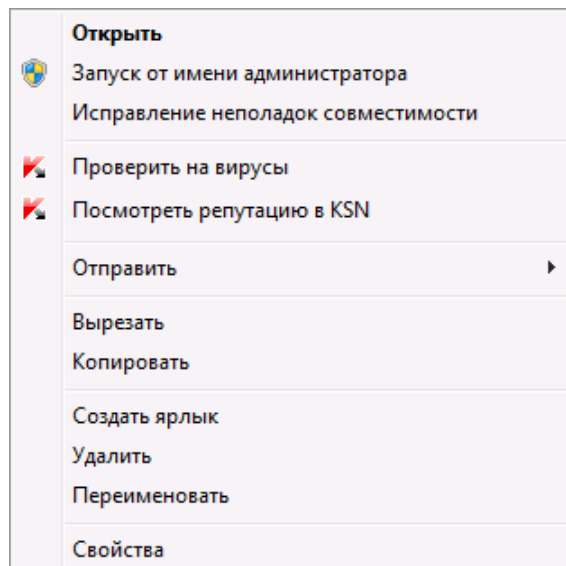 Открыть
Запуск от имени администратора
Исправление неполадок совместимости
Проверить на вирусы
Посмотреть репутацию в KSN
Отправить
Вырезать
Копировать
Создать ярлык
Удалить
Переименовать
Свойства